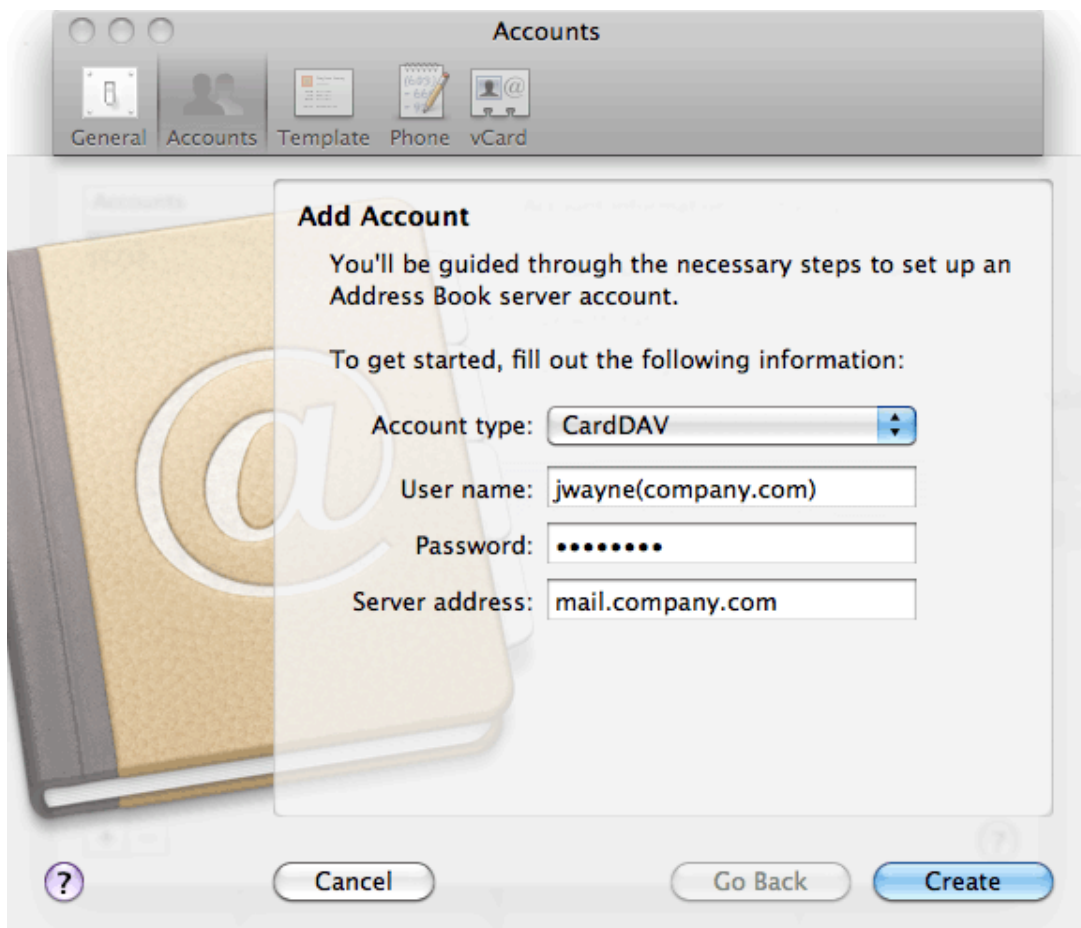 Accounts
General Accounts Template Phone vCard
Accounts
Add Account
You'll be guided through the necessary steps to set up an
Address Book server account.
To get started, fill out the following information:
Account type: CardDAV
User name: jwayne(company.com)
Password: ••••••••
Server address: mail.company.com
? Cancel Go Back Create